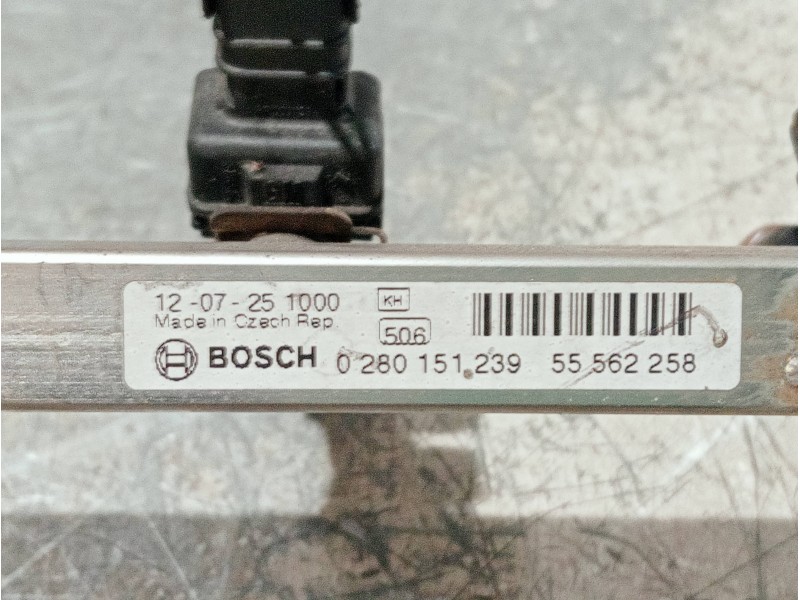 12-07-25 1000 KH
Made in Czech Rep. 506
BOSCH 0 280 151 239 55 562 258